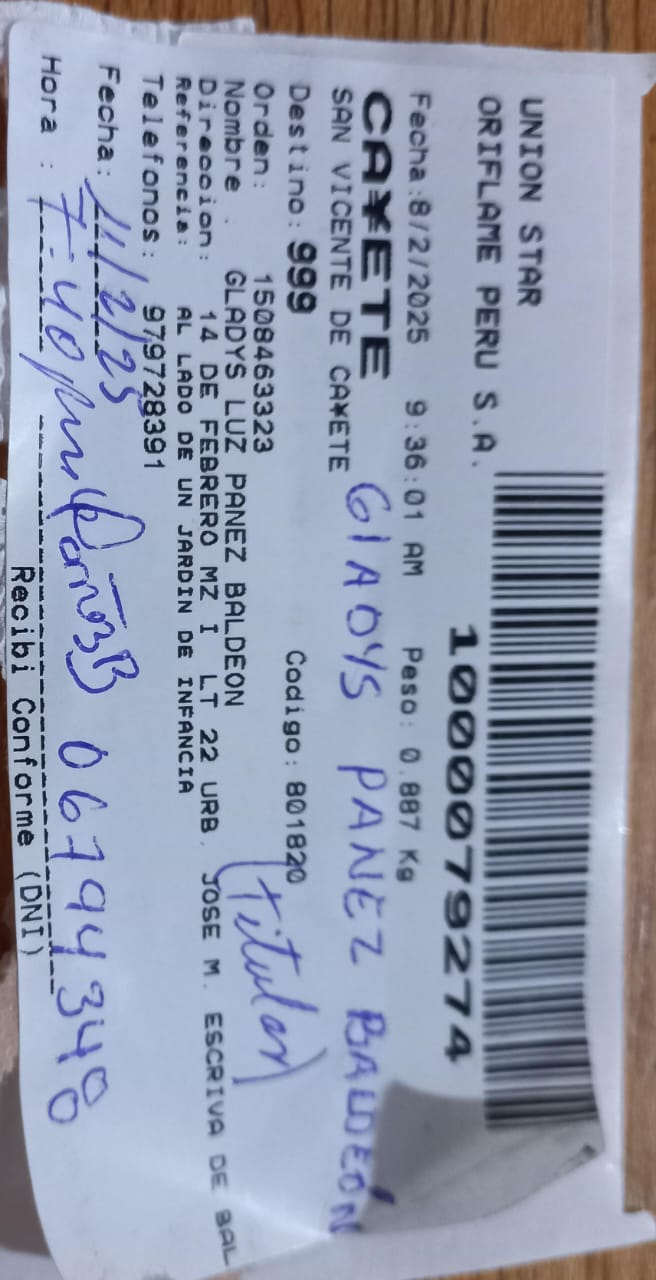 UNION STAR
ORIFLAME PERU S.A.
1000079274
Fecha:8/2/2025 9:36:01 AM Peso: 0.887 Kg
CA¥ETE
GLADYS PANEZ BALDEÓN
SAN VICENTE DE CA¥ETE
Destino: 999 Codigo: 801820
(titular)
Orden: 1508463323
Nombre . GLADYS LUZ PANEZ BALDEON
Direccion: 14 DE FEBRERO MZ I LT 22 URB. JOSE M. ESCRIVA DE BAL
Referencia: AL LADO DE UN JARDIN DE INFANCIA
Telefonos: 979728391
Fecha: 11/2/25
Hora : 7:40pm
Recibi Conforme (DNI)